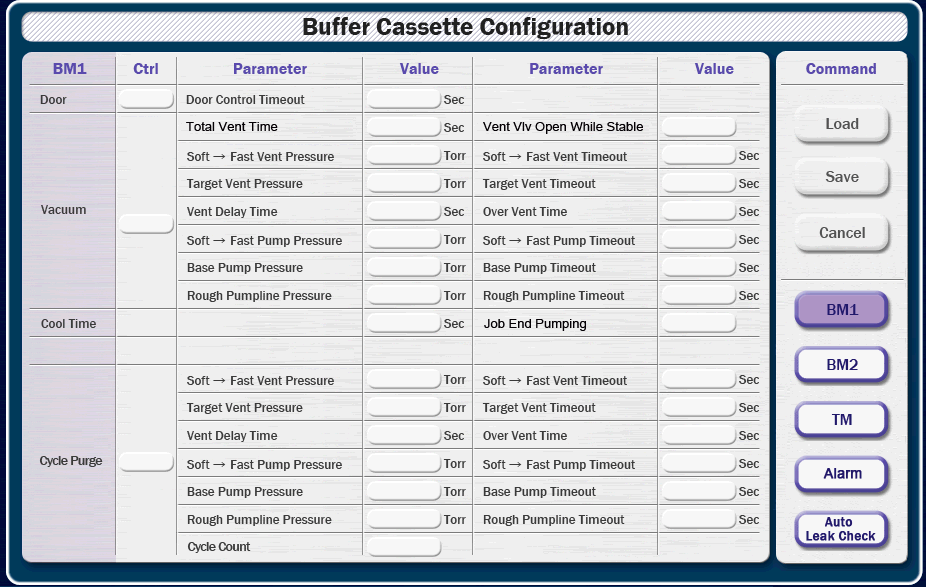 Buffer Cassette Configuration
BM1 Ctrl Parameter Value Parameter Value
Door Door Control Timeout Sec
Total Vent Time Sec Vent Vlv Open While Stable
Soft → Fast Vent Pressure Torr Soft → Fast Vent Timeout Sec
Target Vent Pressure Torr Target Vent Timeout Sec
Vacuum Vent Delay Time Sec Over Vent Time Sec
Soft → Fast Pump Pressure Torr Soft → Fast Pump Timeout Sec
Base Pump Pressure Torr Base Pump Timeout Sec
Rough Pumpline Pressure Torr Rough Pumpline Timeout Sec
Cool Time Sec Job End Pumping
Soft → Fast Vent Pressure Torr Soft → Fast Vent Timeout Sec
Target Vent Pressure Torr Target Vent Timeout Sec
Vent Delay Time Sec Over Vent Time Sec
Cycle Purge Soft → Fast Pump Pressure Torr Soft → Fast Pump Timeout Sec
Base Pump Pressure Torr Base Pump Timeout Sec
Rough Pumpline Pressure Torr Rough Pumpline Timeout Sec
Cycle Count
Command
Load
Save
Cancel
BM1
BM2
TM
Alarm
Auto
Leak Check